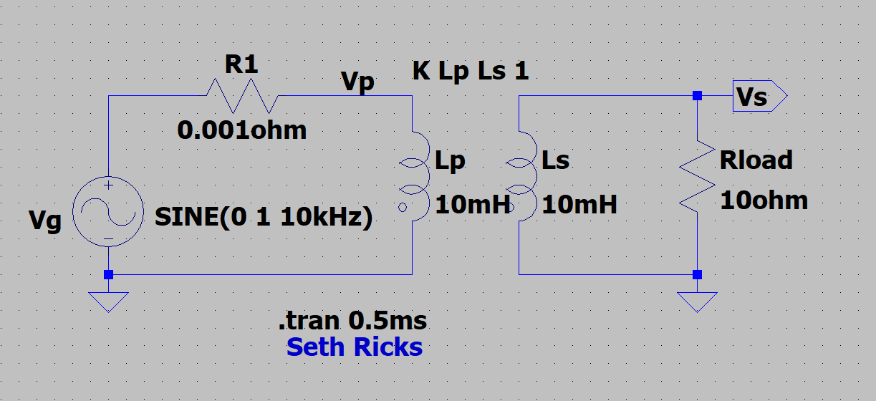 R1
Vp
K Lp Ls 1
Vs
0.001ohm
Lp
Ls
Rload
Vg
SINE(0 1 10kHz)
10mH
10mH
10ohm
.tran 0.5ms
Seth Ricks